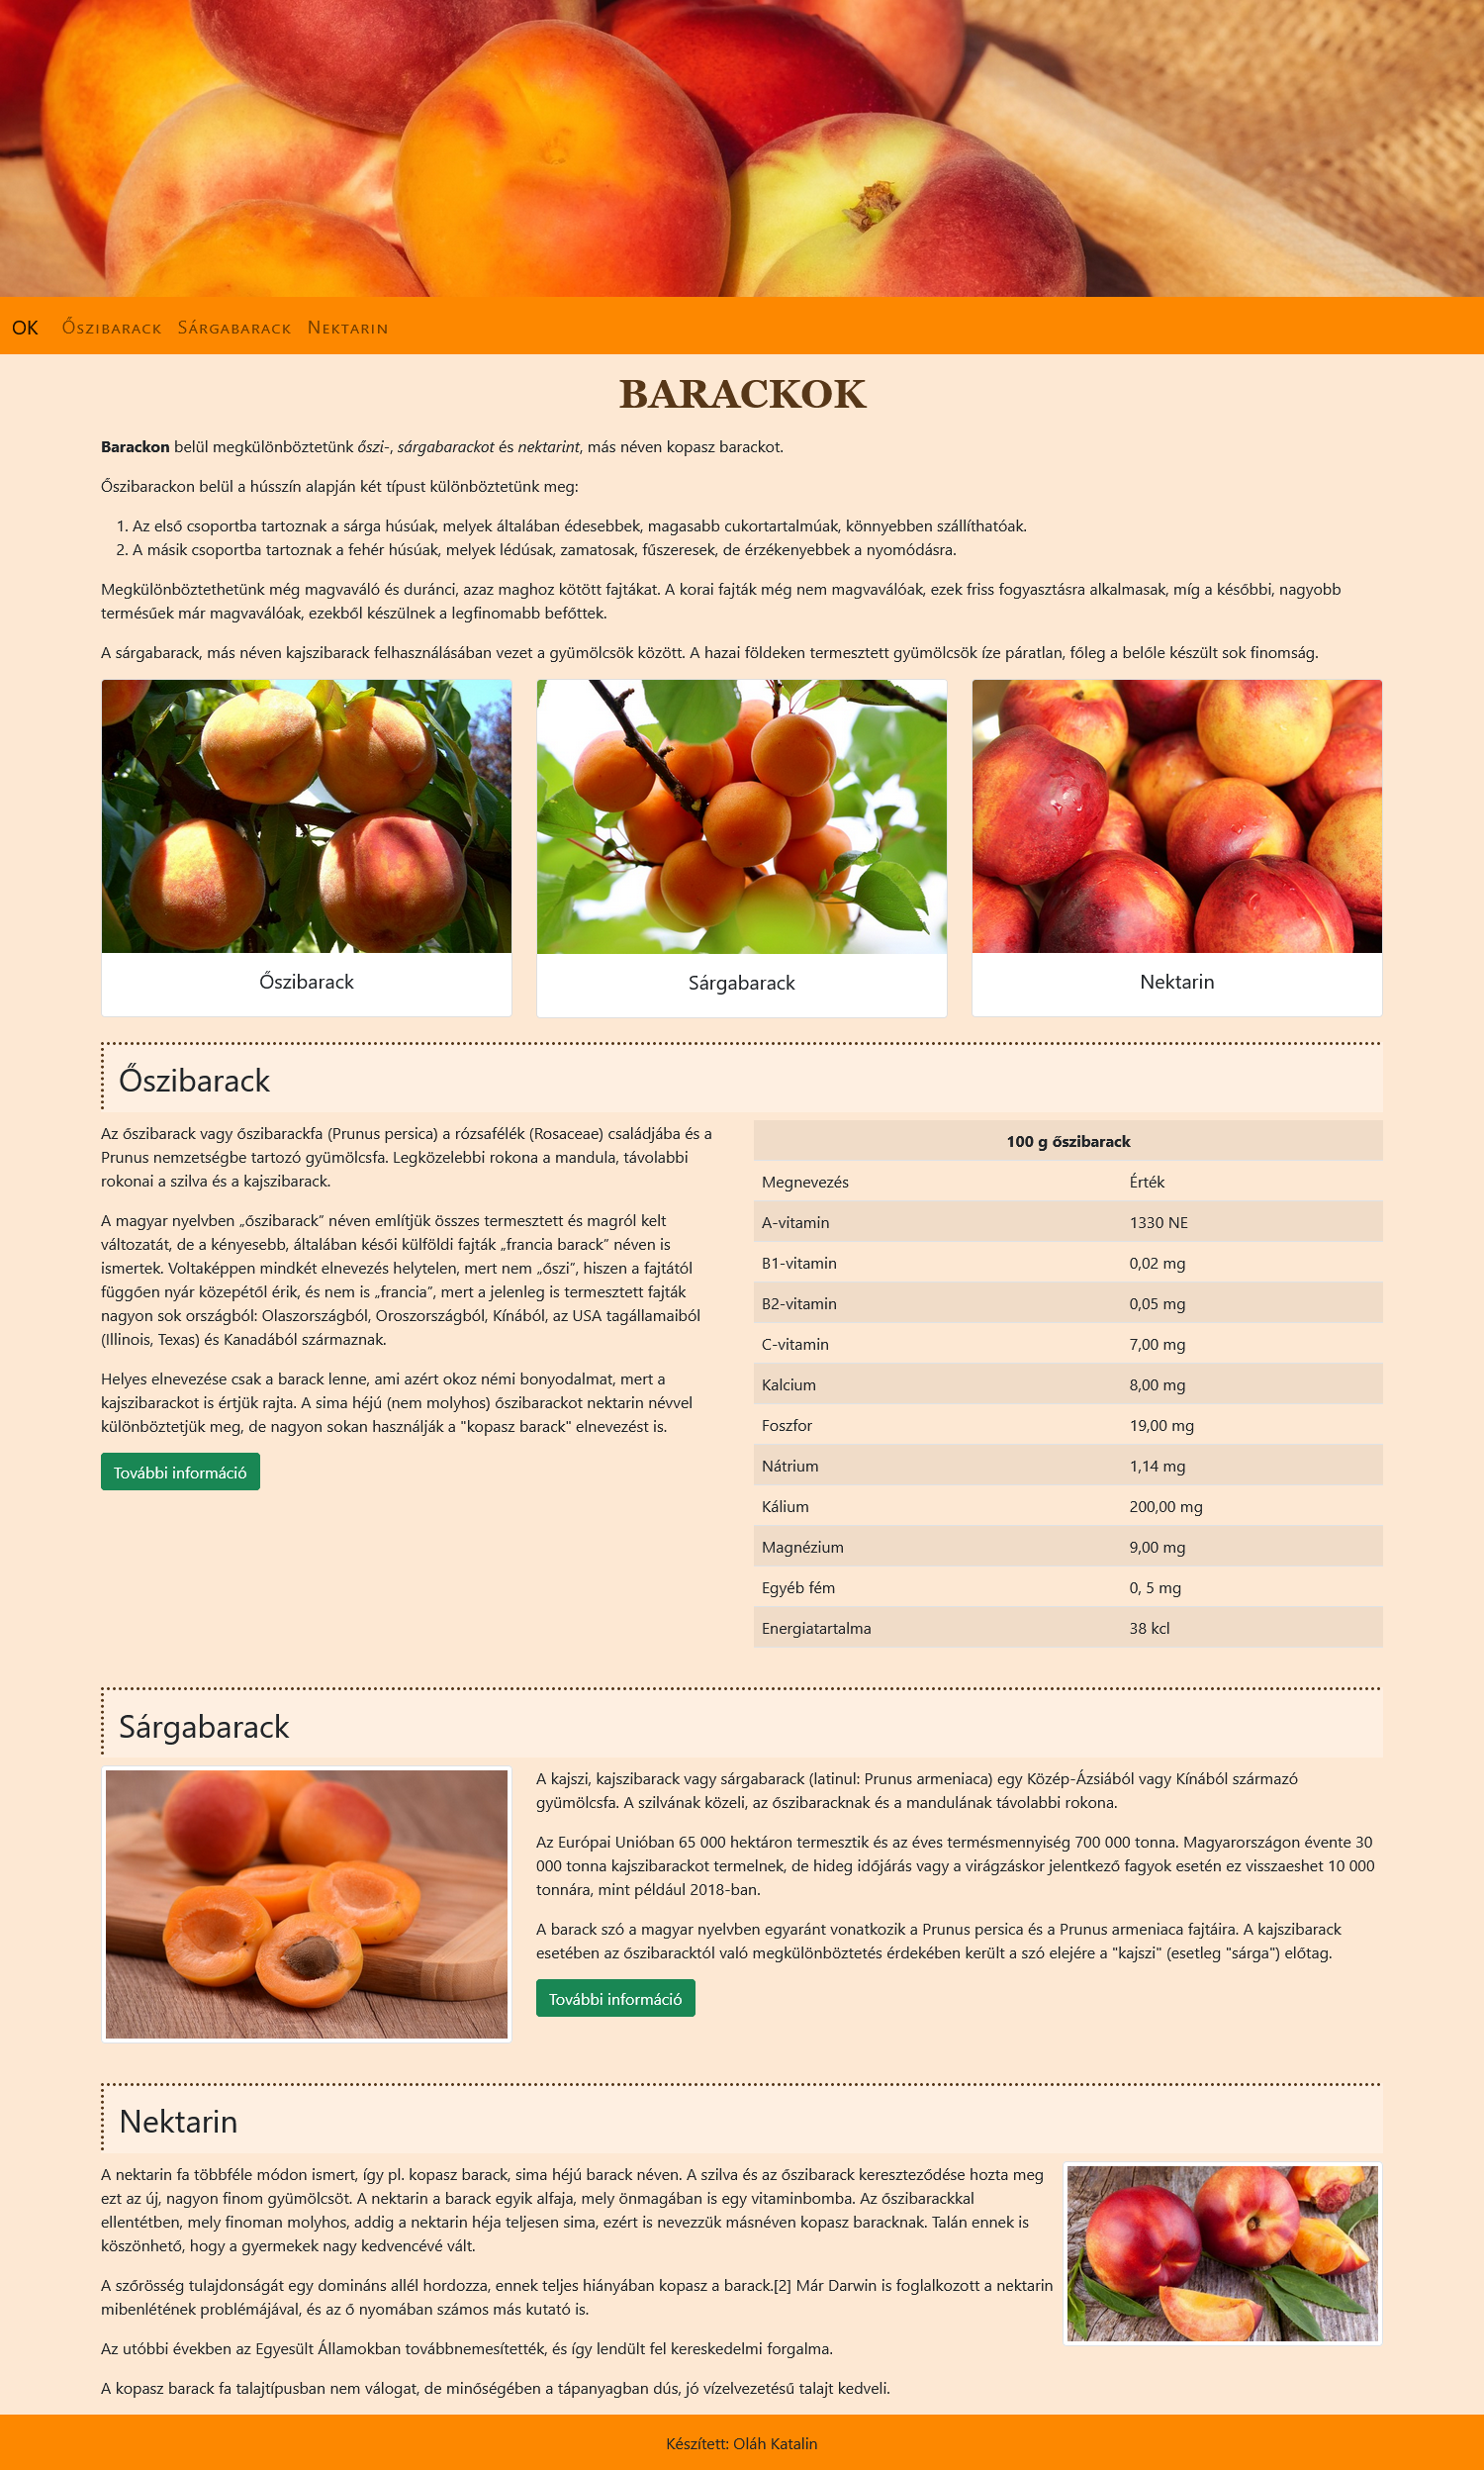 OK Őszibarack Sárgabarack Nektarin
BARACKOK
Barackon belül megkülönböztetünk őszi-, sárgabarackot és nektarint, más néven kopasz barackot.
Őszibarackon belül a hússzín alapján két típust különböztetünk meg:
1. Az első csoportba tartoznak a sárga húsúak, melyek általában édesebbek, magasabb cukortartalmúak, könnyebben szállíthatóak.
2. A másik csoportba tartoznak a fehér húsúak, melyek lédúsak, zamatosak, fűszeresek, de érzékenyebbek a nyomódásra.
Megkülönböztethetünk még magvaváló és duránci, azaz maghoz kötött fajtákat. A korai fajták még nem magvaválóak, ezek friss fogyasztásra alkalmasak, míg a későbbi, nagyobb
termésűek már magvaválóak, ezekből készülnek a legfinomabb befőttek.
A sárgabarack, más néven kajszibarack felhasználásában vezet a gyümölcsök között. A hazai földeken termesztett gyümölcsök íze páratlan, főleg a belőle készült sok finomság.
Őszibarack
Sárgabarack
Nektarin
Őszibarack
Az őszibarack vagy őszibarackfa (Prunus persica) a rózsafélék (Rosaceae) családjába és a
Prunus nemzetségbe tartozó gyümölcsfa. Legközelebbi rokona a mandula, távolabbi
rokonai a szilva és a kajszibarack.
A magyar nyelvben „őszibarack” néven említjük összes termesztett és magról kelt
változatát, de a kényesebb, általában késői külföldi fajták „francia barack” néven is
ismertek. Voltaképpen mindkét elnevezés helytelen, mert nem „őszi”, hiszen a fajtától
függően nyár közepétől érik, és nem is „francia”, mert a jelenleg is termesztett fajták
nagyon sok országból: Olaszországból, Oroszországból, Kínából, az USA tagállamaiból
(Illinois, Texas) és Kanadából származnak.
Helyes elnevezése csak a barack lenne, ami azért okoz némi bonyodalmat, mert a
kajszibarackot is értjük rajta. A sima héjú (nem molyhos) őszibarackot nektarin névvel
különböztetjük meg, de nagyon sokan használják a "kopasz barack" elnevezést is.
További információ
100 g őszibarack
Megnevezés Érték
A-vitamin 1330 NE
B1-vitamin 0,02 mg
B2-vitamin 0,05 mg
C-vitamin 7,00 mg
Kalcium 8,00 mg
Foszfor 19,00 mg
Nátrium 1,14 mg
Kálium 200,00 mg
Magnézium 9,00 mg
Egyéb fém 0, 5 mg
Energiatartalma 38 kcl
Sárgabarack
A kajszi, kajszibarack vagy sárgabarack (latinul: Prunus armeniaca) egy Közép-Ázsiából vagy Kínából származó
gyümölcsfa. A szilvának közeli, az őszibaracknak és a mandulának távolabbi rokona.
Az Európai Unióban 65 000 hektáron termesztik és az éves termésmennyiség 700 000 tonna. Magyarországon évente 30
000 tonna kajszibarackot termelnek, de hideg időjárás vagy a virágzáskor jelentkező fagyok esetén ez visszaeshet 10 000
tonnára, mint például 2018-ban.
A barack szó a magyar nyelvben egyaránt vonatkozik a Prunus persica és a Prunus armeniaca fajtáira. A kajszibarack
esetében az őszibaracktól való megkülönböztetés érdekében került a szó elejére a "kajszi" (esetleg "sárga") előtag.
További információ
Nektarin
A nektarin fa többféle módon ismert, így pl. kopasz barack, sima héjú barack néven. A szilva és az őszibarack kereszteződése hozta meg
ezt az új, nagyon finom gyümölcsöt. A nektarin a barack egyik alfaja, mely önmagában is egy vitaminbomba. Az őszibarackkal
ellentétben, mely finoman molyhos, addig a nektarin héja teljesen sima, ezért is nevezzük másnéven kopasz baracknak. Talán ennek is
köszönhető, hogy a gyermekek nagy kedvencévé vált.
A szőrösség tulajdonságát egy domináns allél hordozza, ennek teljes hiányában kopasz a barack.[2] Már Darwin is foglalkozott a nektarin
mibenlétének problémájával, és az ő nyomában számos más kutató is.
Az utóbbi években az Egyesült Államokban továbbnemesítették, és így lendült fel kereskedelmi forgalma.
A kopasz barack fa talajtípusban nem válogat, de minőségében a tápanyagban dús, jó vízelvezetésű talajt kedveli.
Készített: Oláh Katalin